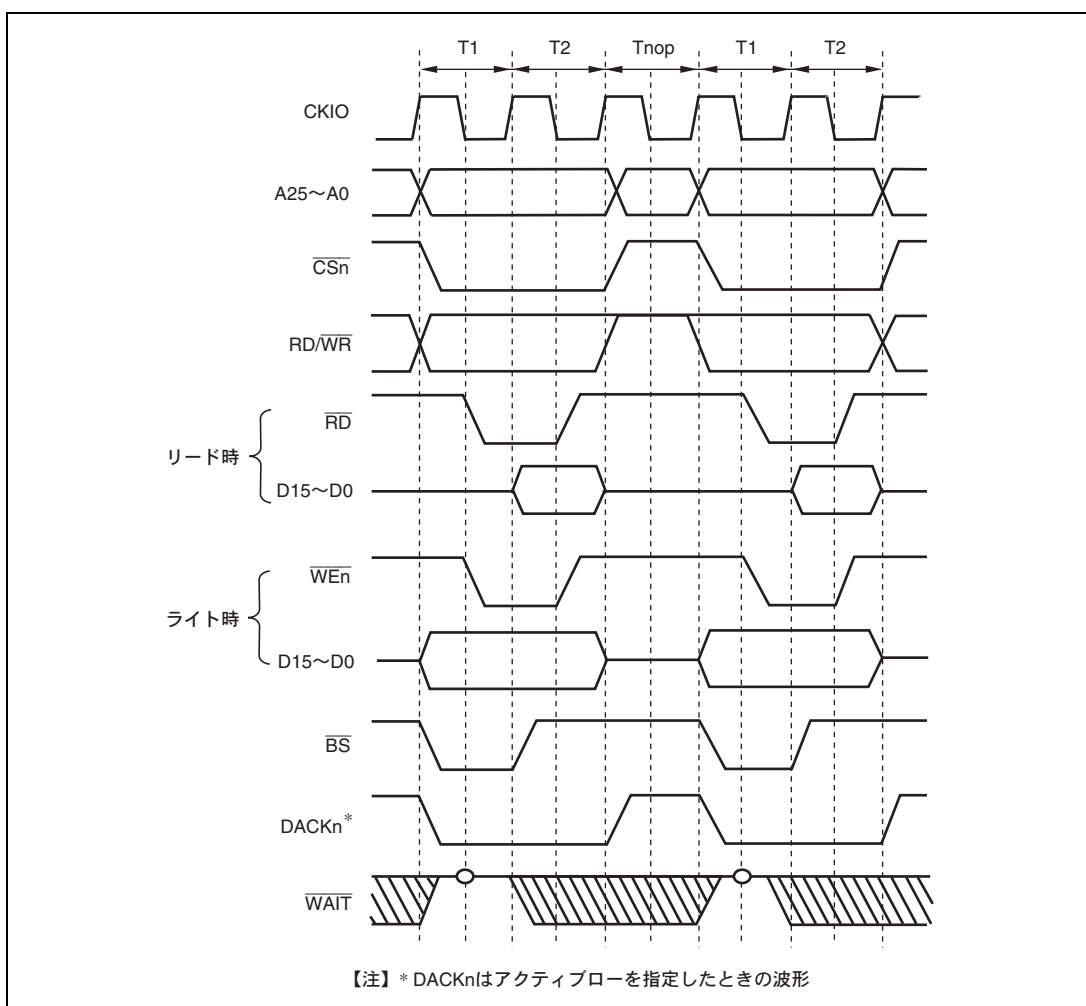 T1 T2 Tnop T1 T2
CKIO
A25～A0
CSn
RD/WR
RD
リード時
D15～D0
WEn
ライト時
D15～D0
BS
DACKn*
WAIT
【注】* DACKnはアクティブローを指定したときの波形